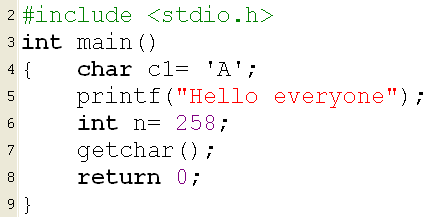 2 #include <stdio.h>
3 int main()
4 {   char c1= 'A';
5     printf("Hello everyone");
6     int n= 258;
7     getchar();
8     return 0;
9 }